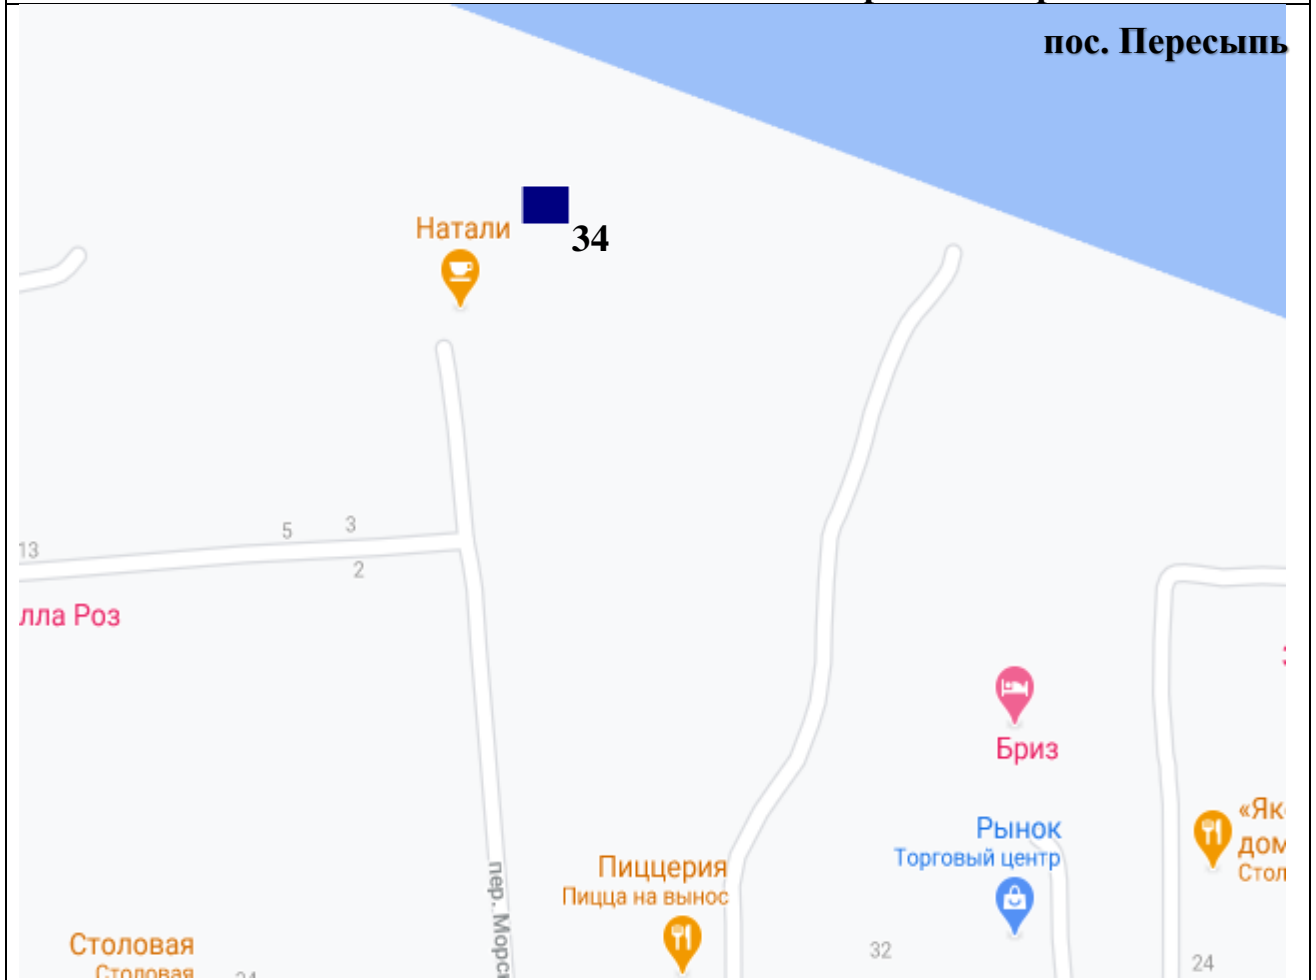 пос. Пересыпь
Натали
34
5
3
13
2
лла Роз
Бриз
Рынок
Торговый центр
«Як
дом
Стол
Пиццерия
Пицца на вынос
пер. Морс
Столовая
Столовая
32
24